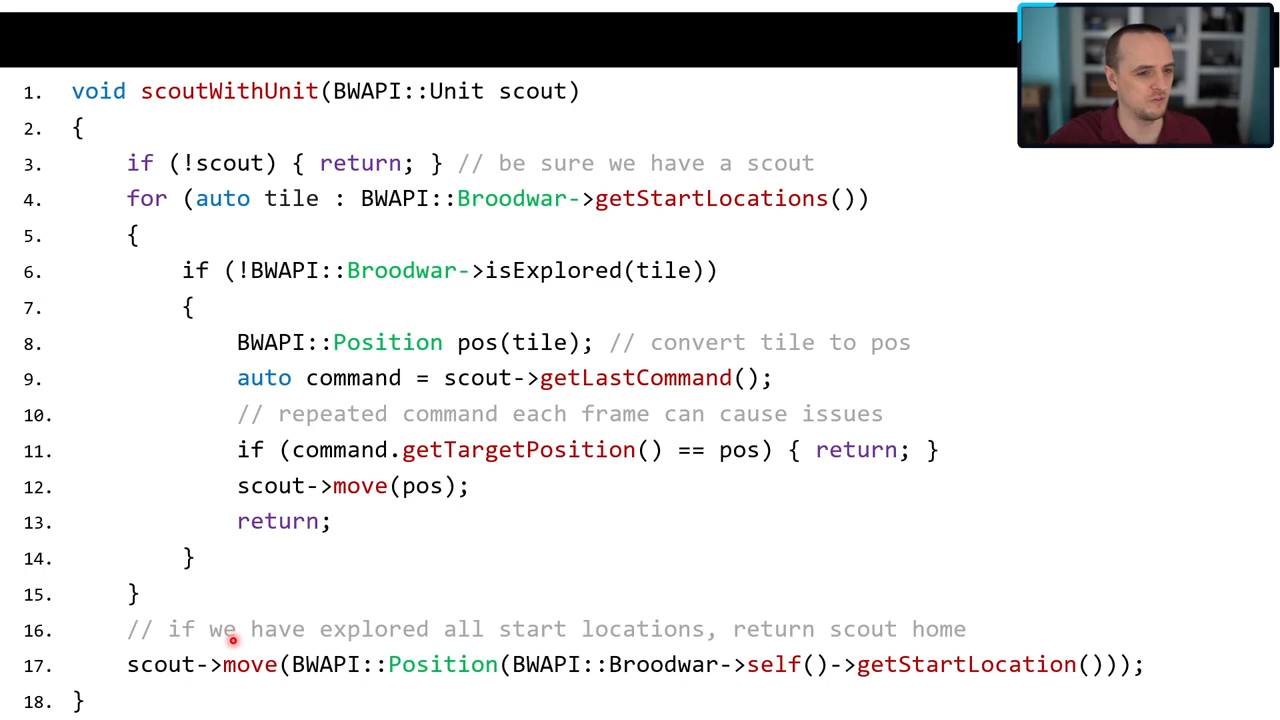 1. void scoutWithUnit(BWAPI::Unit scout)
2. {
3.     if (!scout) { return; } // be sure we have a scout
4.     for (auto tile : BWAPI::Broodwar->getStartLocations())
5.     {
6.         if (!BWAPI::Broodwar->isExplored(tile))
7.         {
8.             BWAPI::Position pos(tile); // convert tile to pos
9.             auto command = scout->getLastCommand();
10.             // repeated command each frame can cause issues
11.             if (command.getTargetPosition() == pos) { return; }
12.             scout->move(pos);
13.             return;
14.         }
15.     }
16.     // if we have explored all start locations, return scout home
17.     scout->move(BWAPI::Position(BWAPI::Broodwar->self()->getStartLocation()));
18. }